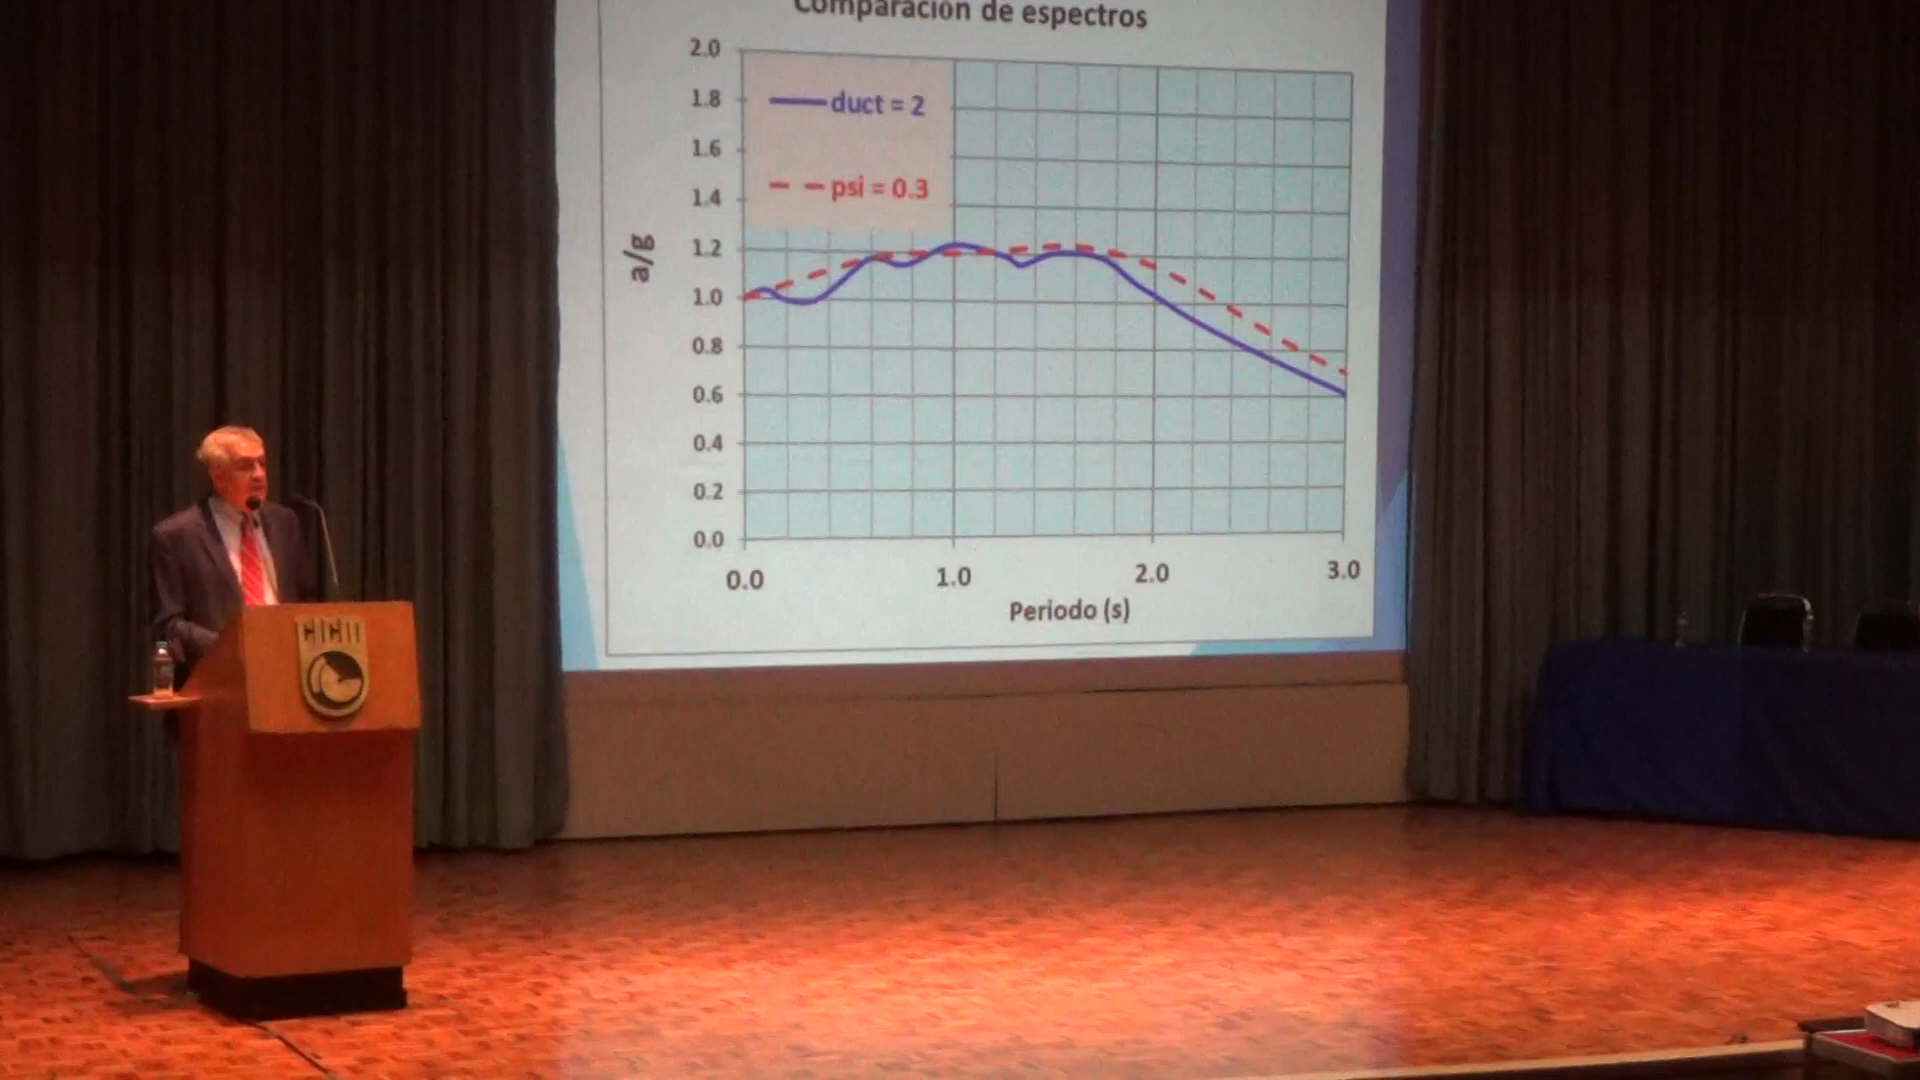 Comparación de espectros
2.0
1.8
1.6
1.4
1.2
1.0
0.8
0.6
0.4
0.2
0.0
duct = 2
psi = 0.3
a/g
0.0 1.0 2.0 3.0
Periodo (s)